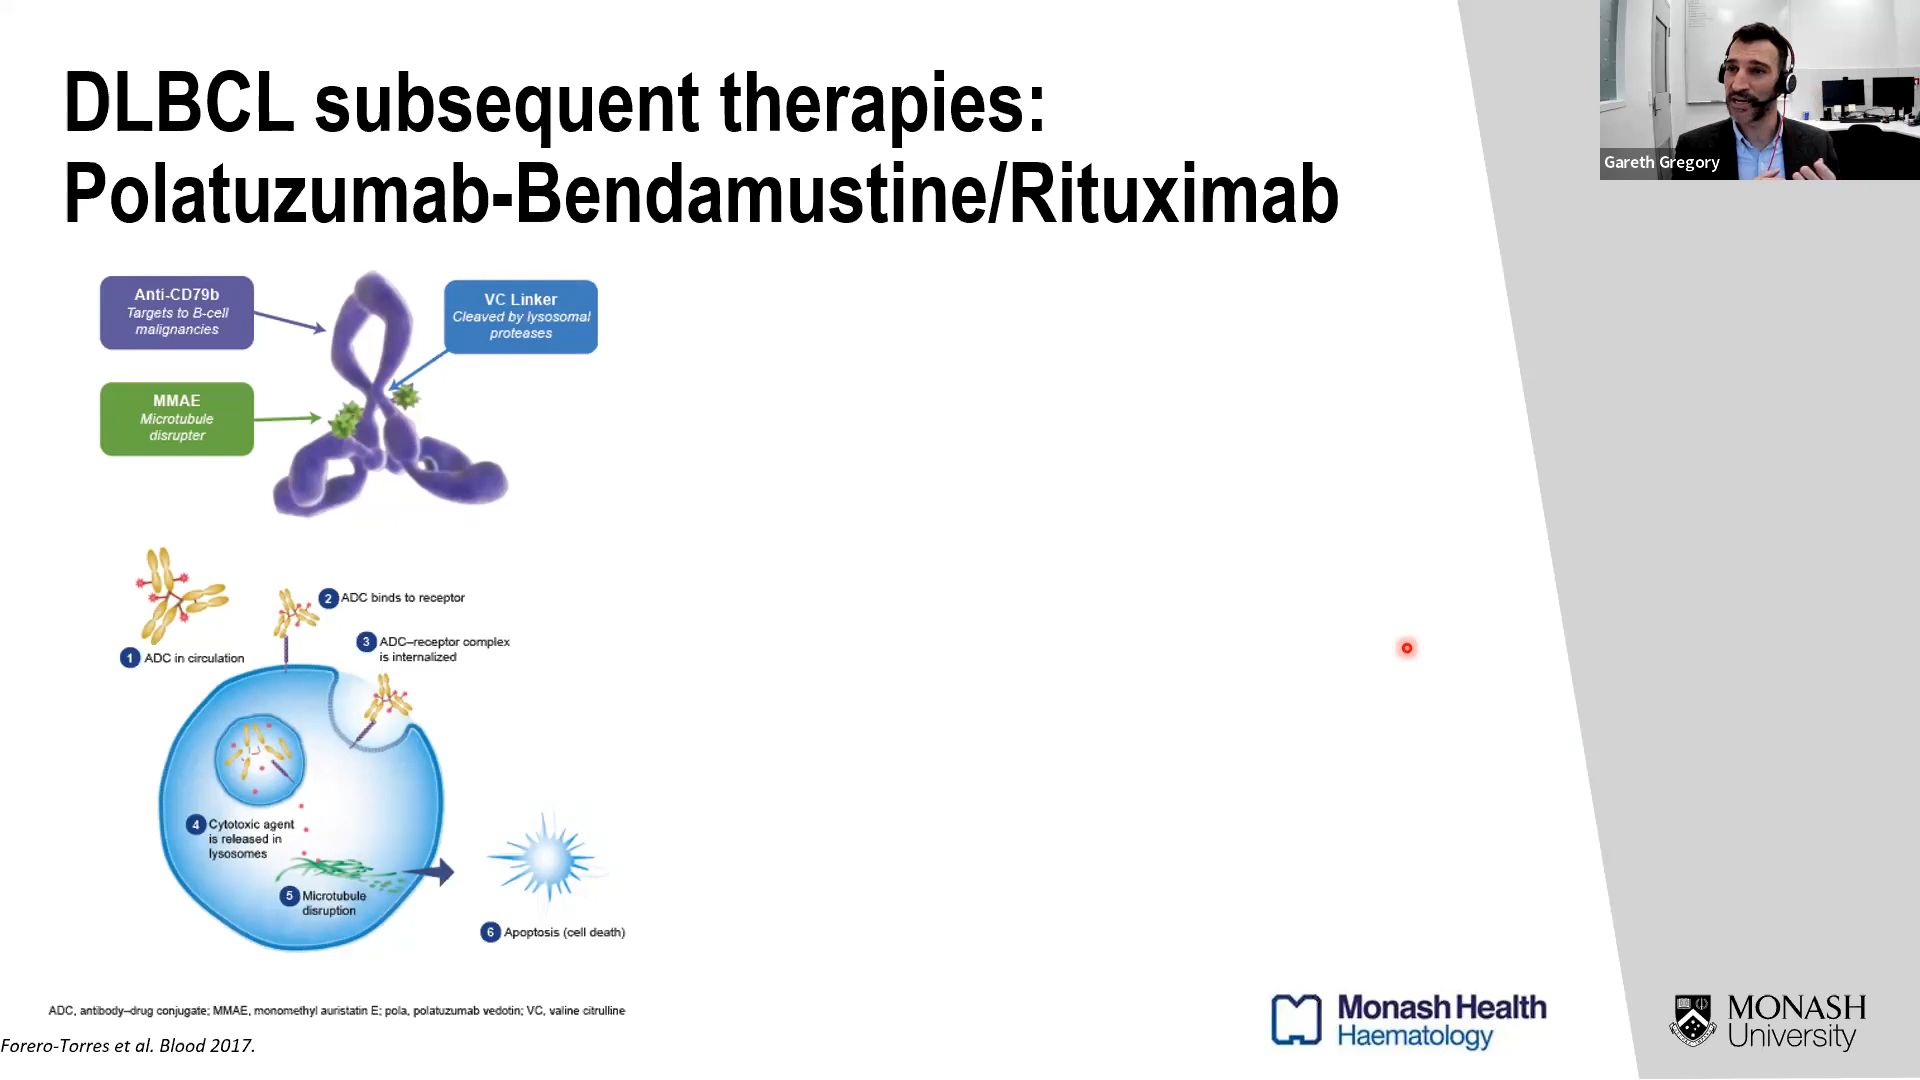 DLBCL subsequent therapies:
Polatuzumab-Bendamustine/Rituximab
Gareth Gregory
Anti-CD79b
Targets to B-cell
malignancies
VC Linker
Cleaved by lysosomal
proteases
MMAE
Microtubule
disrupter
2 ADC binds to receptor
3 ADC–receptor complex
is internalized
1 ADC in circulation
4 Cytotoxic agent
is released in
lysosomes
5 Microtubule
disruption
6 Apoptosis (cell death)
ADC, antibody–drug conjugate; MMAE, monomethyl auristatin E; pola, polatuzumab vedotin; VC, valine citrulline
Forero-Torres et al. Blood 2017.
Monash Health
Haematology
MONASH
University